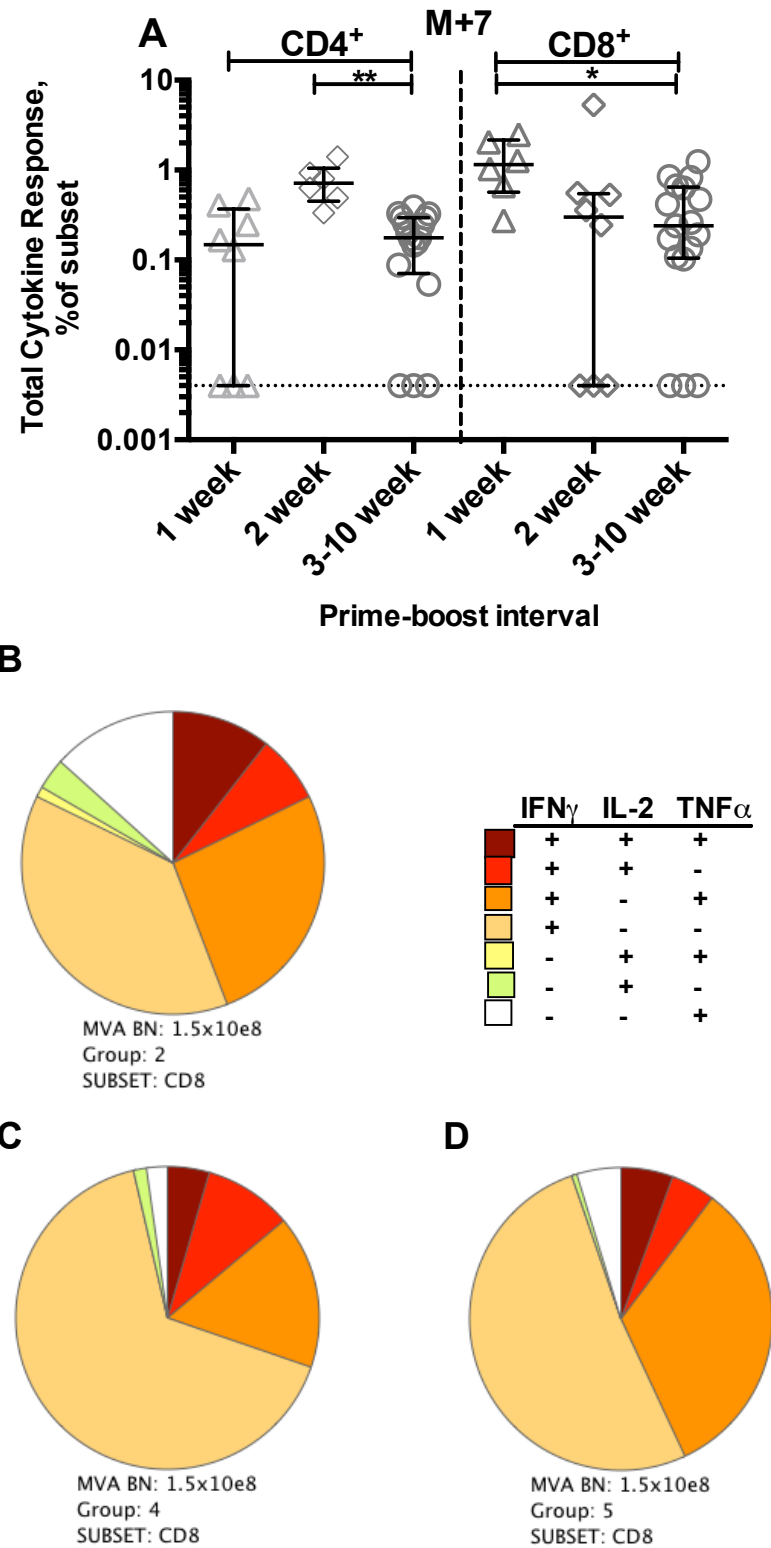 A
M+7
CD4+
CD8+
**
*
Total Cytokine Response,
%of subset
10
1
0.1
0.01
0.001
1 week
2 week
3-10 week
1 week
2 week
3-10 week
Prime-boost interval
B
MVA BN: 1.5x10e8
Group: 2
SUBSET: CD8
IFNγ IL-2 TNFα
+ + +
+ + -
+ - +
+ - -
- + +
- + -
- - +
C
MVA BN: 1.5x10e8
Group: 4
SUBSET: CD8
D
MVA BN: 1.5x10e8
Group: 5
SUBSET: CD8